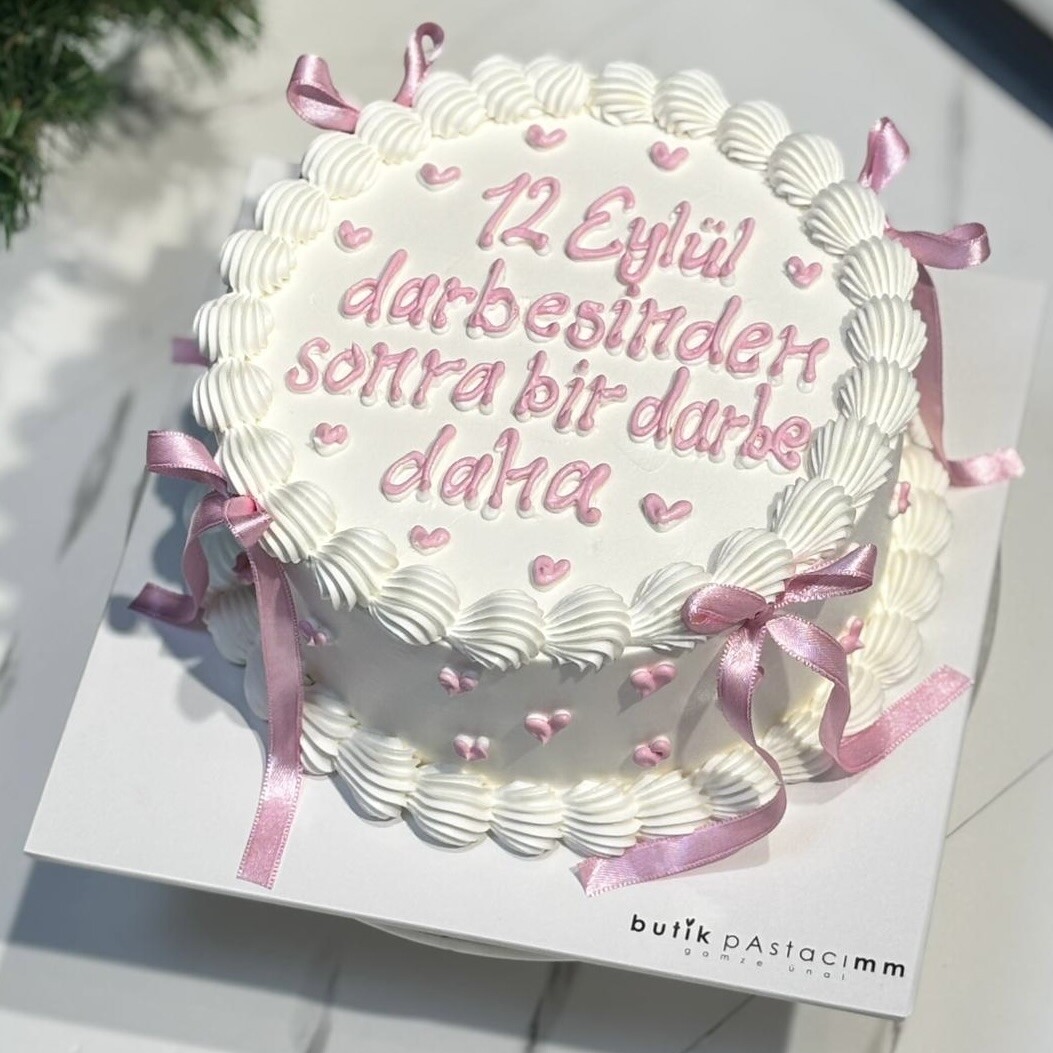 12 Eylül
darbesinden
sonra bir darbe
daha
butik pAstacımm
gamze ünal